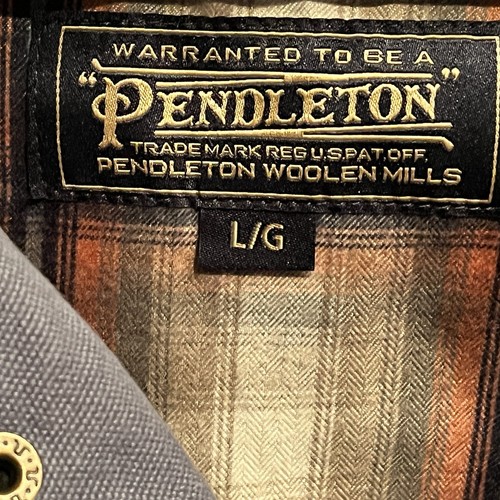 WARRANTED TO BE A
"PENDLETON"
TRADE MARK REG U.S. PAT. OFF.
PENDLETON WOOLEN MILLS
L/G